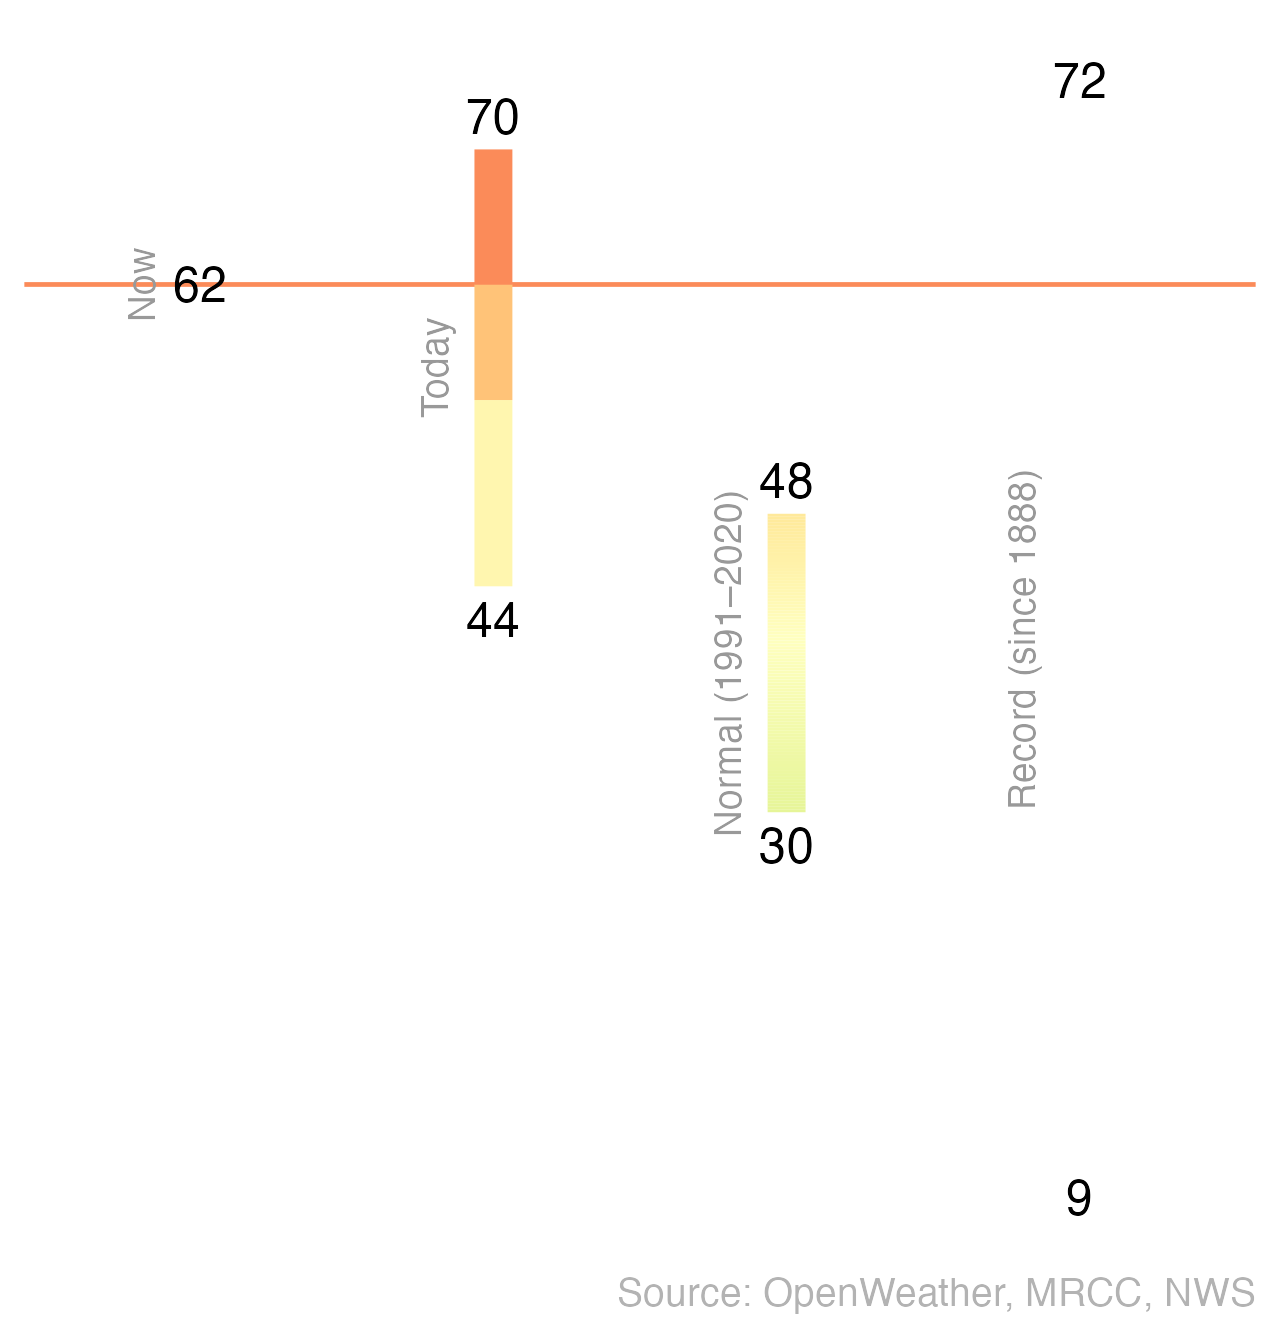 72
70
Now
62
Today
48
Normal (1991–2020)
Record (since 1888)
44
30
9
Source: OpenWeather, MRCC, NWS